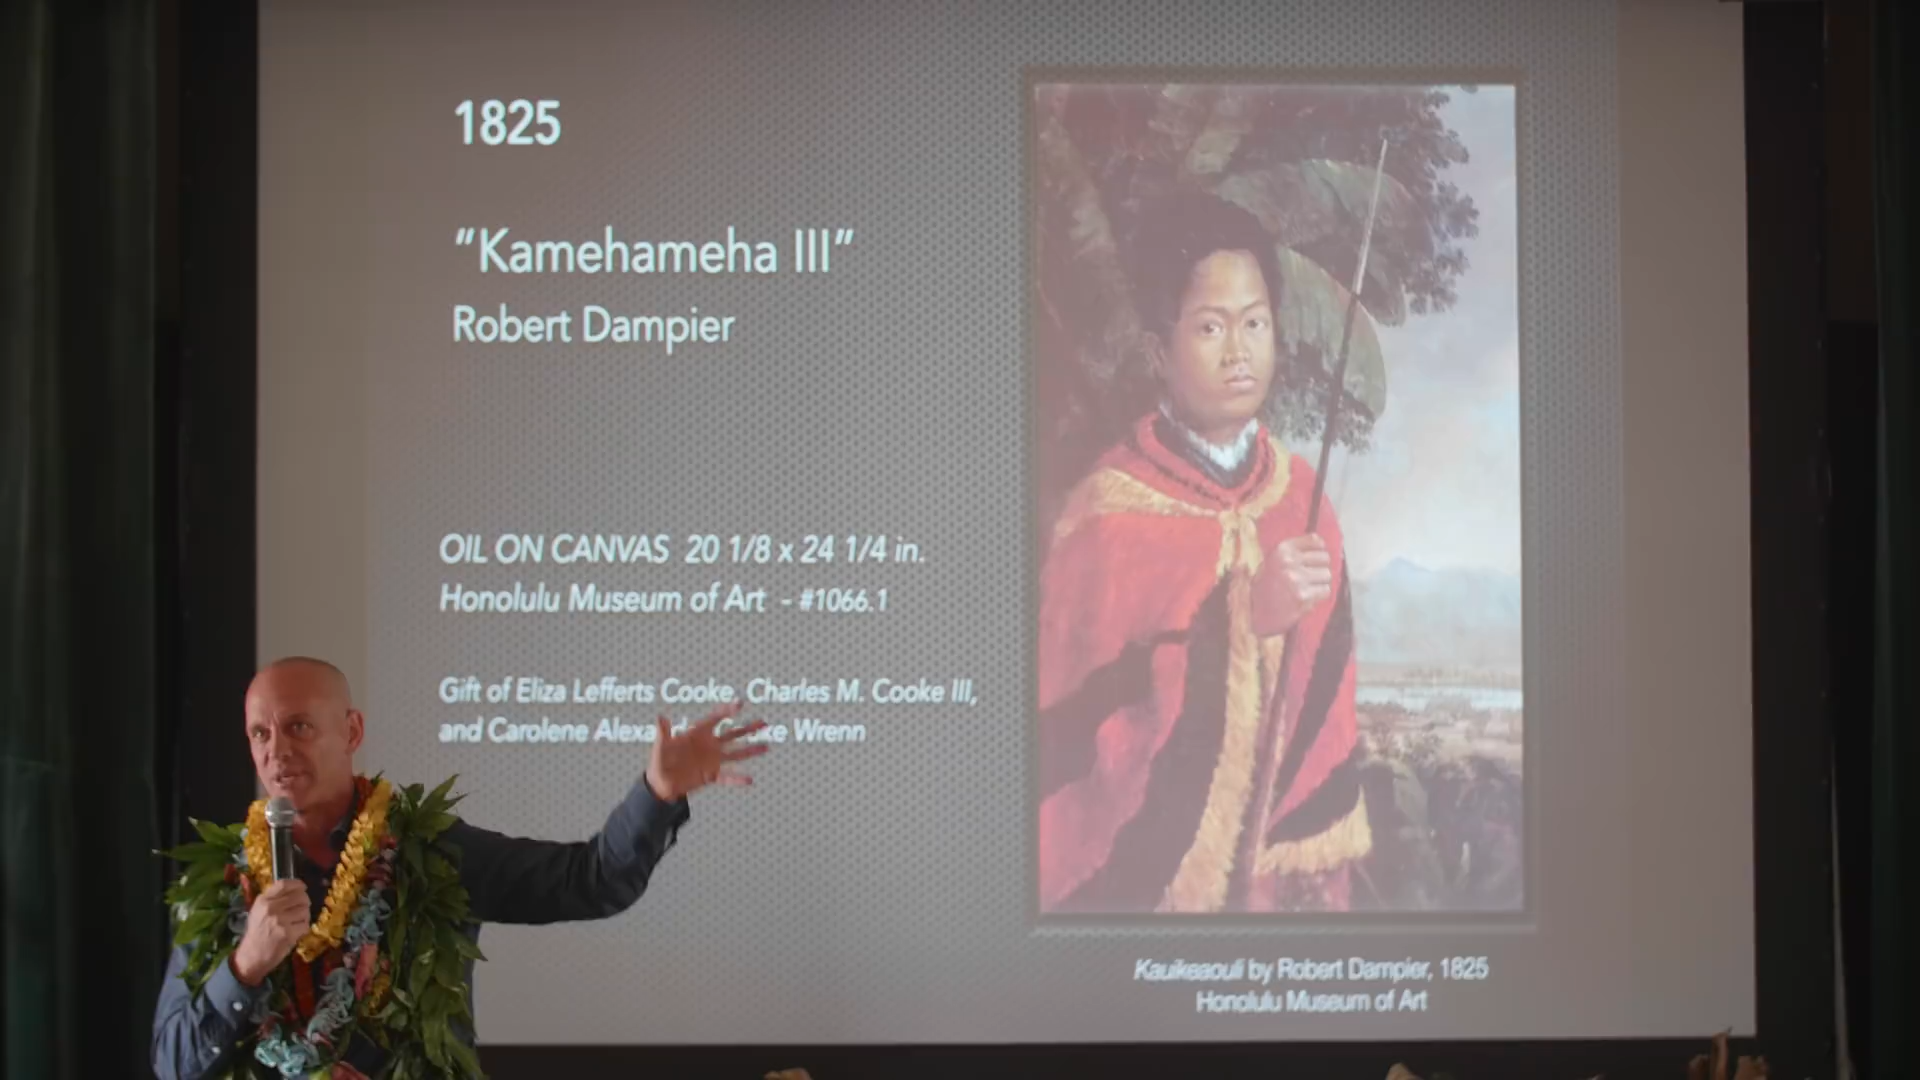 1825
“Kamehameha III”
Robert Dampier
OIL ON CANVAS 20 1/8 x 24 1/4 in.
Honolulu Museum of Art - #1066.1
Gift of Eliza Lefferts Cooke, Charles M. Cooke III,
and Carolene Wrenn
Kauikeaouli by Robert Dampier, 1825
Honolulu Museum of Art